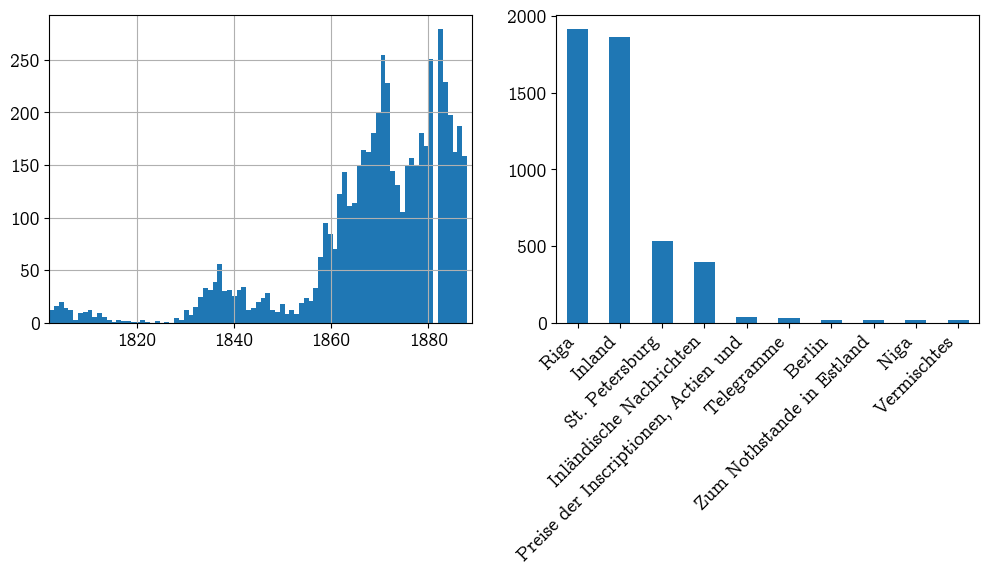 250
200
150
100
50
0
1820 1840 1860 1880
2000
1500
1000
500
0
Riga
Inland
St. Petersburg
Inländische Nachrichten
Preise der Inscriptionen, Actien und
Telegramme
Berlin
Zum Nothstande in Estland
Niga
Vermischtes